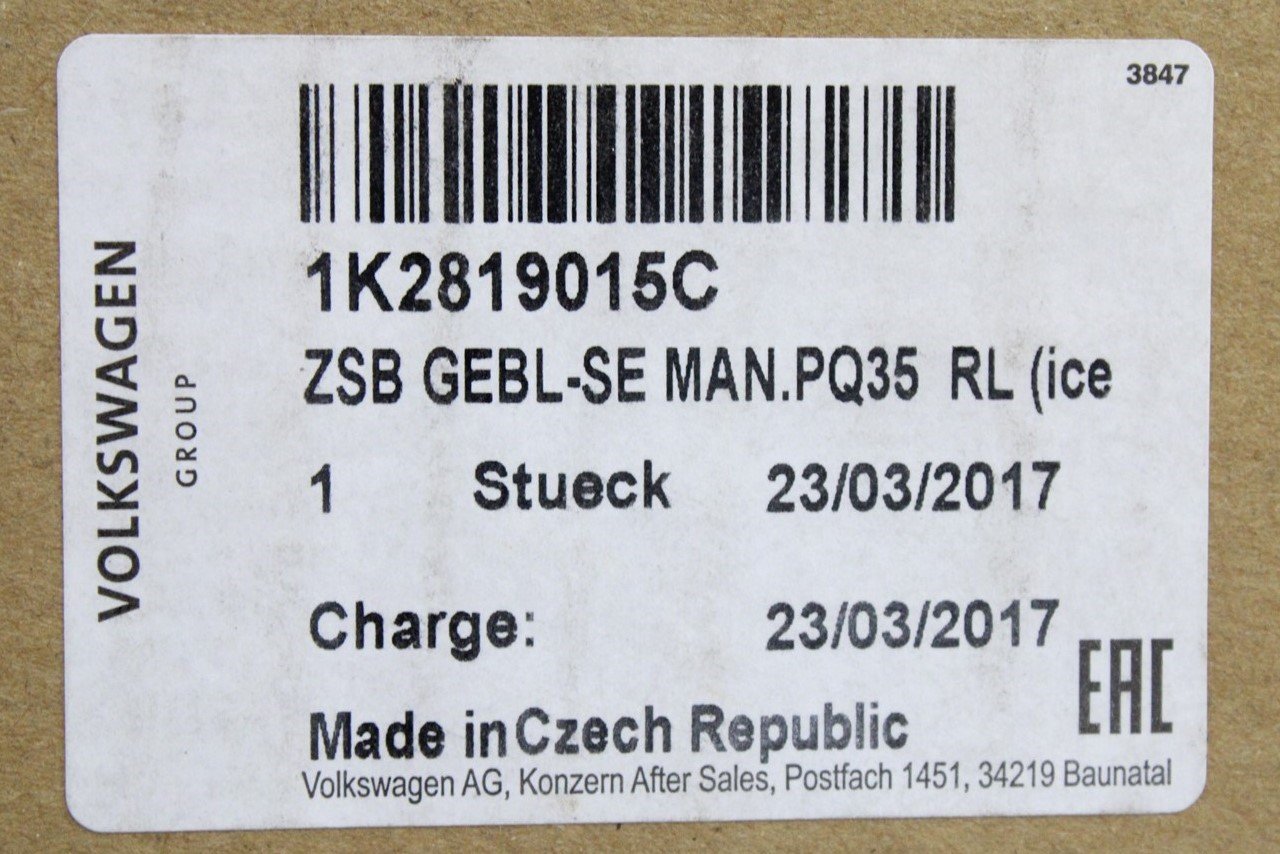 3847
VOLKSWAGEN
GROUP
1K2819015C
ZSB GEBL-SE MAN.PQ35 RL (ice
1 Stueck 23/03/2017
Charge: 23/03/2017
EAC
Made in Czech Republic
Volkswagen AG, Konzern After Sales, Postfach 1451, 34219 Baunatal